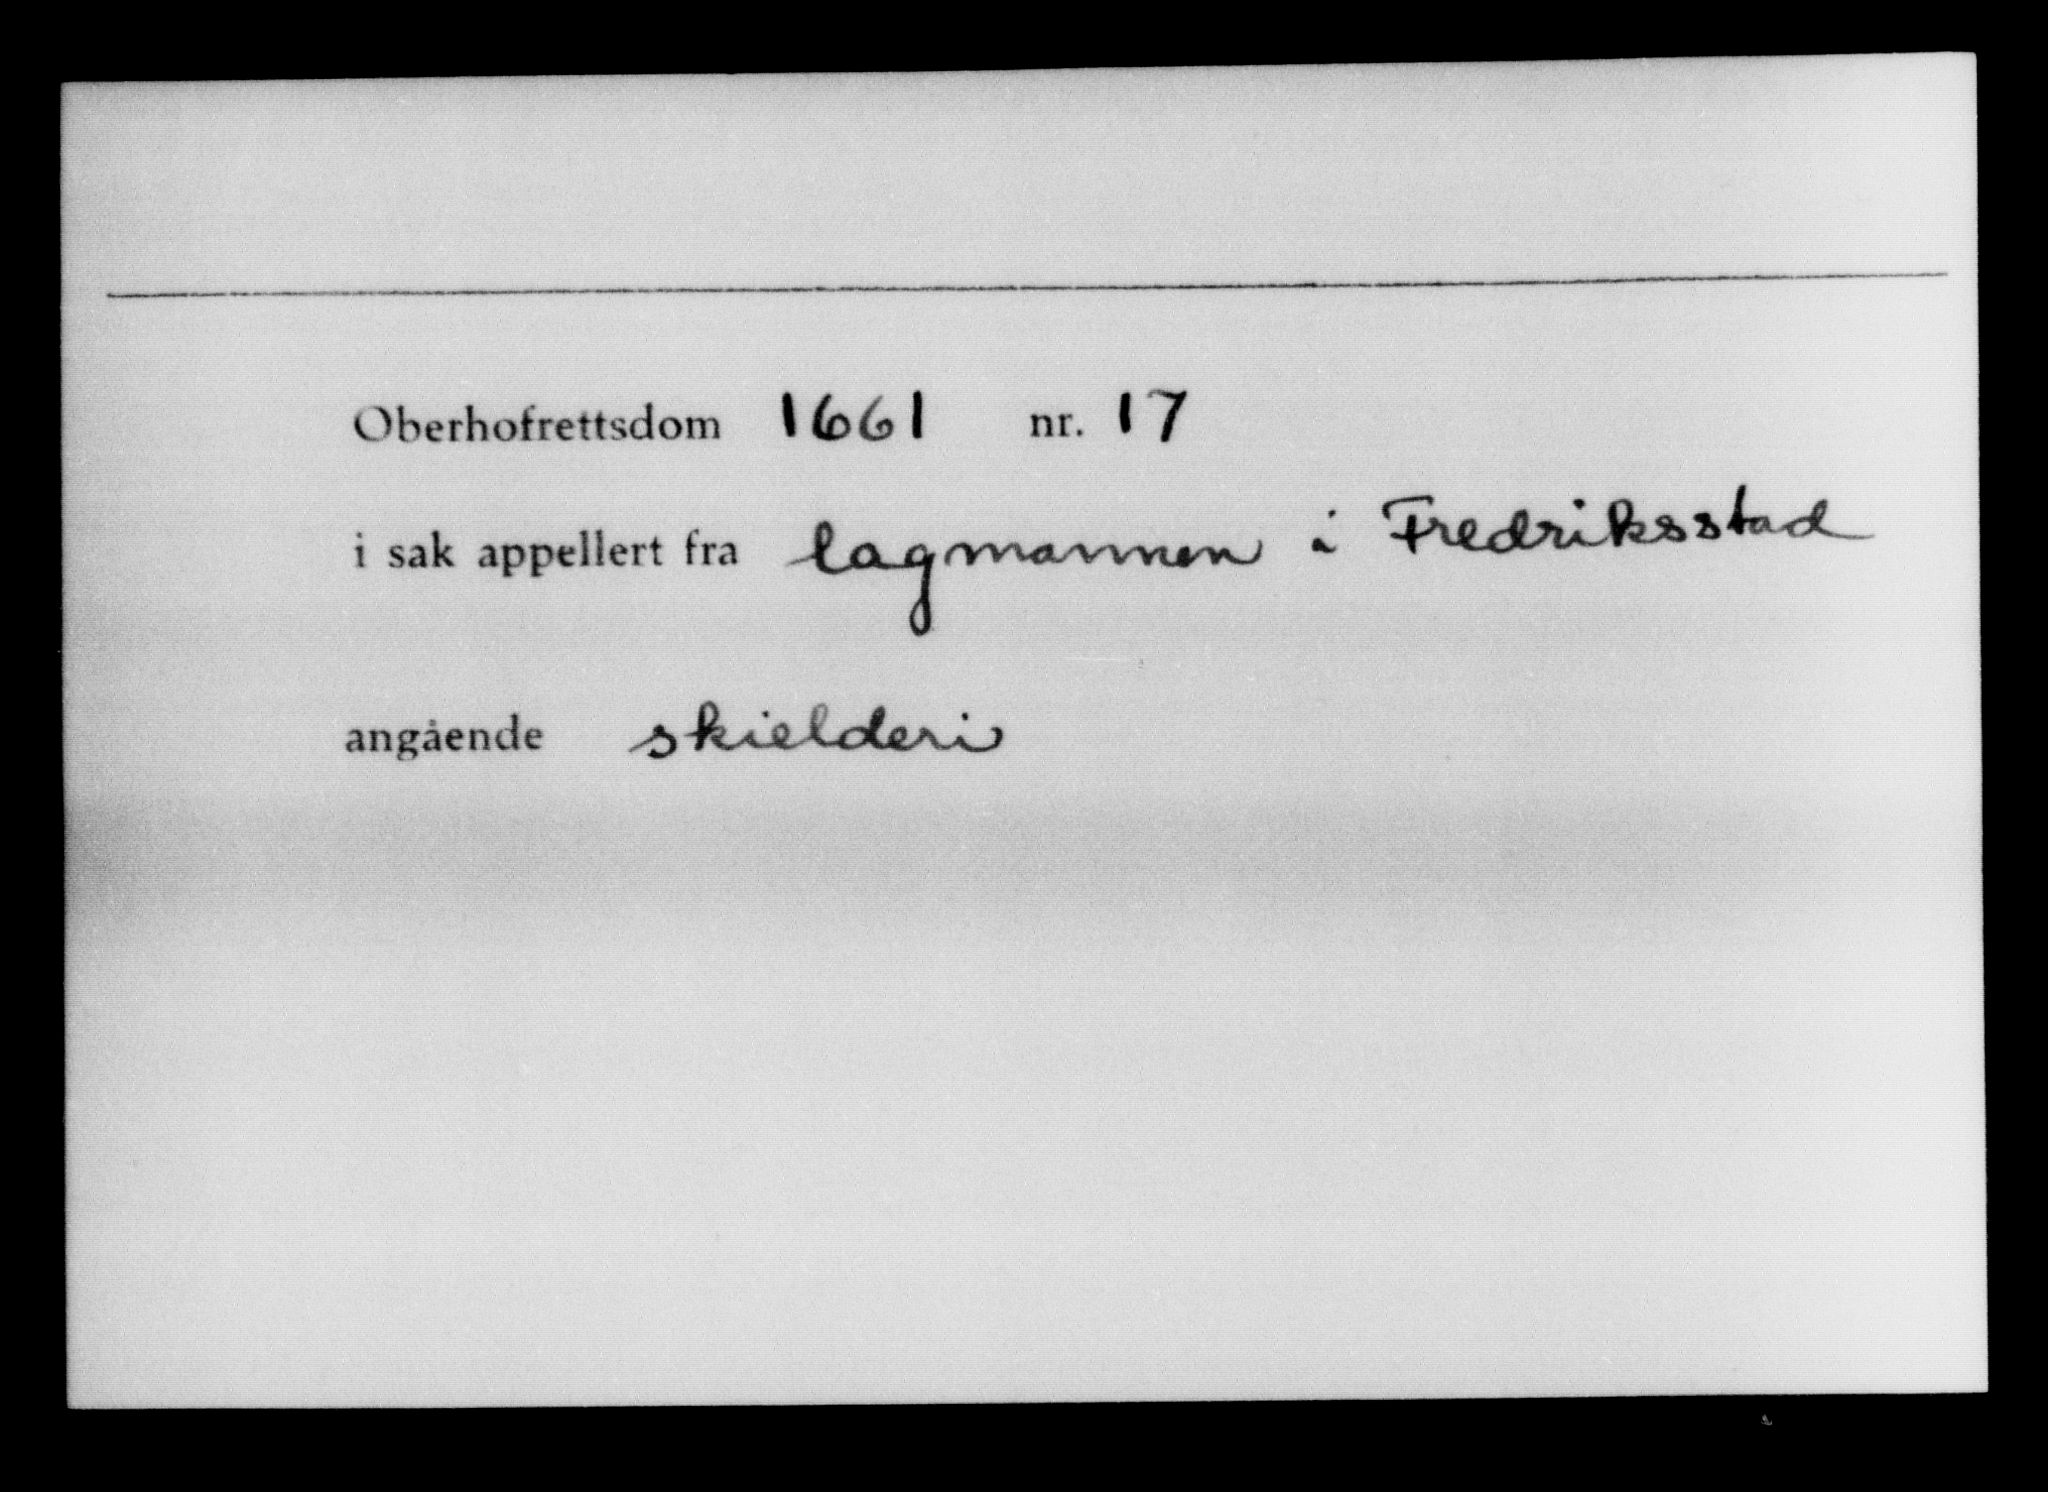 Oberhofrettsdom 1661 nr. 17
i sak appellert fra lagmannen i Fredriksstad
angående skielderi